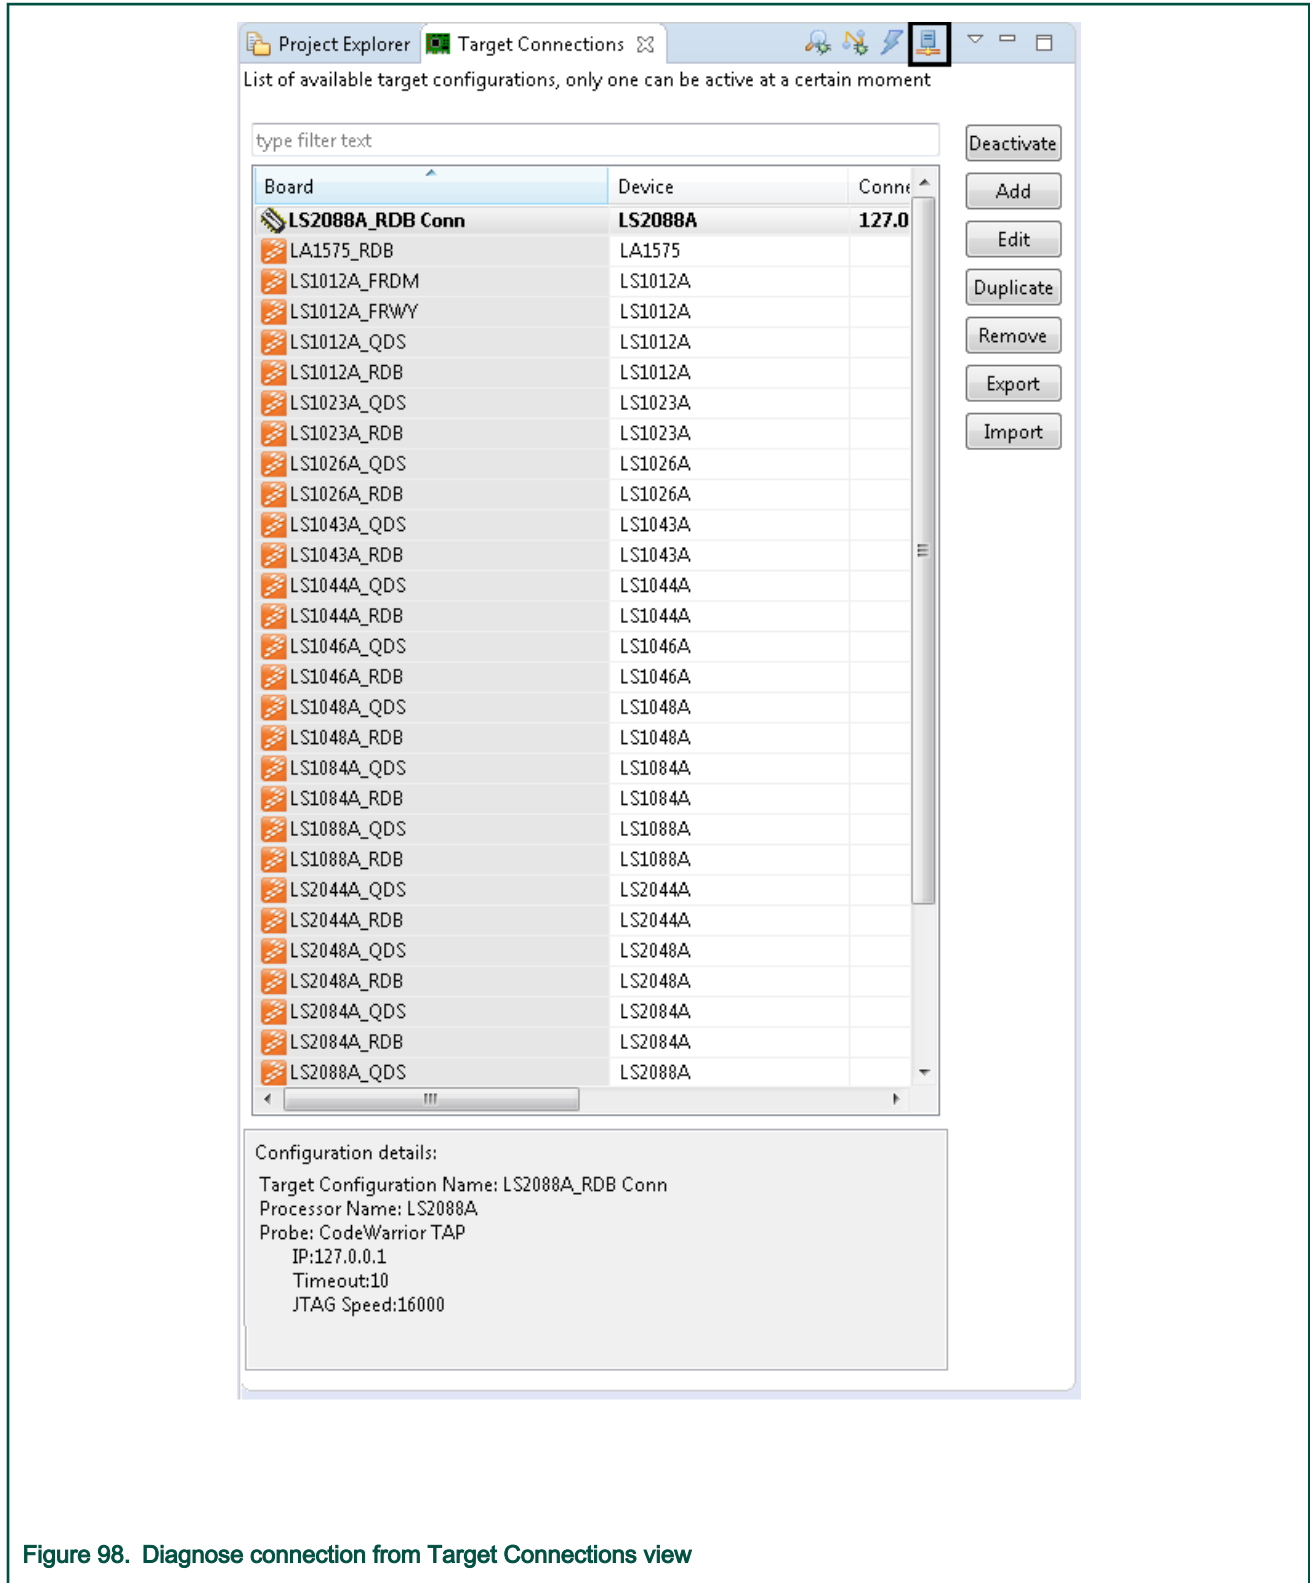 Project Explorer Target Connections
List of available target configurations, only one can be active at a certain moment
type filter text
Deactivate
Add
Edit
Duplicate
Remove
Export
Import
Board Device Conne
LS2088A_RDB Conn LS2088A 127.0
LA1575_RDB LA1575
LS1012A_FRDM LS1012A
LS1012A_FRWY LS1012A
LS1012A_QDS LS1012A
LS1012A_RDB LS1012A
LS1023A_QDS LS1023A
LS1023A_RDB LS1023A
LS1026A_QDS LS1026A
LS1026A_RDB LS1026A
LS1043A_QDS LS1043A
LS1043A_RDB LS1043A
LS1044A_QDS LS1044A
LS1044A_RDB LS1044A
LS1046A_QDS LS1046A
LS1046A_RDB LS1046A
LS1048A_QDS LS1048A
LS1048A_RDB LS1048A
LS1084A_QDS LS1084A
LS1084A_RDB LS1084A
LS1088A_QDS LS1088A
LS1088A_RDB LS1088A
LS2044A_QDS LS2044A
LS2044A_RDB LS2044A
LS2048A_QDS LS2048A
LS2048A_RDB LS2048A
LS2084A_QDS LS2084A
LS2084A_RDB LS2084A
LS2088A_QDS LS2088A
Configuration details:
Target Configuration Name: LS2088A_RDB Conn
Processor Name: LS2088A
Probe: CodeWarrior TAP
IP:127.0.0.1
Timeout:10
JTAG Speed:16000
Figure 98. Diagnose connection from Target Connections view